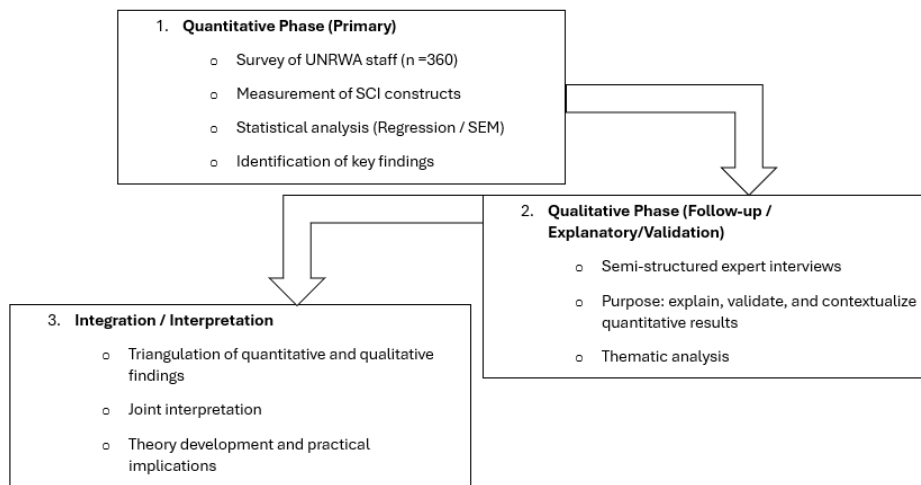 1. Quantitative Phase (Primary)
o Survey of UNRWA staff (n =360)
o Measurement of SCI constructs
o Statistical analysis (Regression / SEM)
o Identification of key findings
2. Qualitative Phase (Follow-up /
Explanatory/Validation)
o Semi-structured expert interviews
o Purpose: explain, validate, and contextualize
quantitative results
o Thematic analysis
3. Integration / Interpretation
o Triangulation of quantitative and qualitative
findings
o Joint interpretation
o Theory development and practical
implications